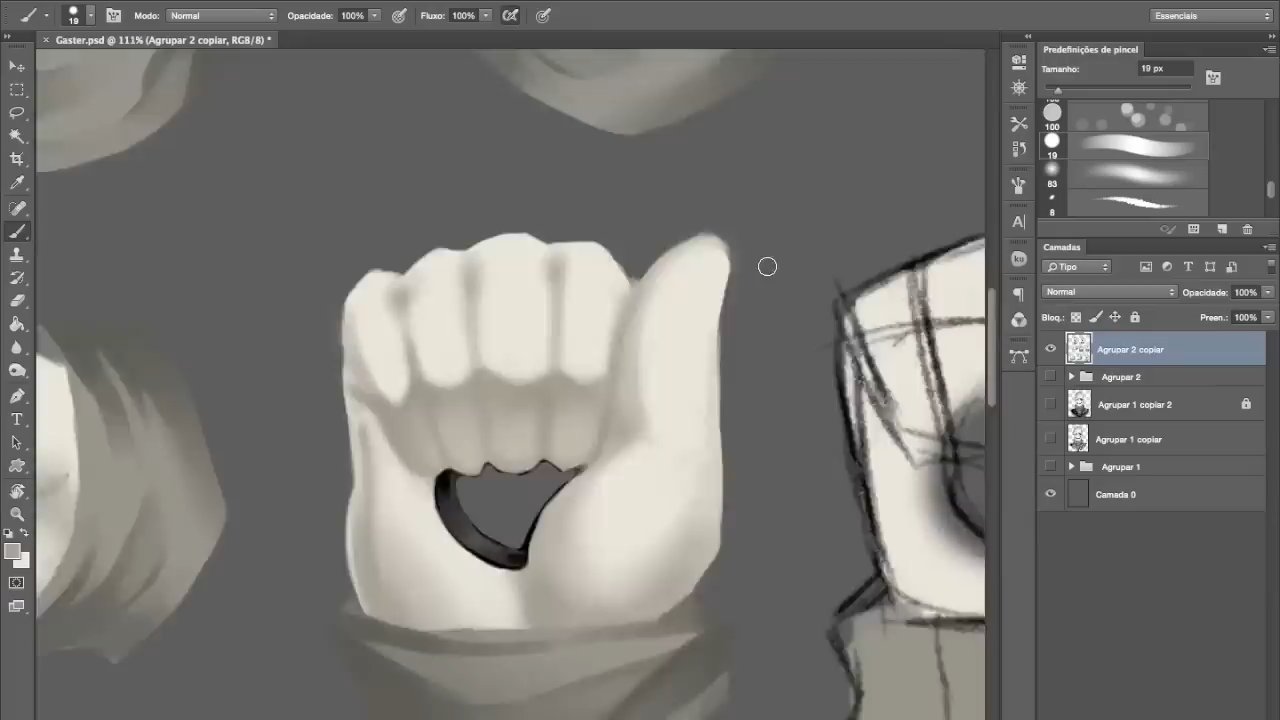 19
Modo: Normal
Opacidade: 100%
Fluxo: 100%
Essenciais
× Gaster.psd @ 111% (Agrupar 2 copiar, RGB/8) *
Predefinições de pincel
Tamanho: 19 px
100
19
83
8
Camadas
Tipo
Normal
Opacidade: 100%
Bloq.:
Preen.: 100%
Agrupar 2 copiar
Agrupar 2
Agrupar 1 copiar 2
Agrupar 1 copiar
Agrupar 1
Camada 0
A
ku
T